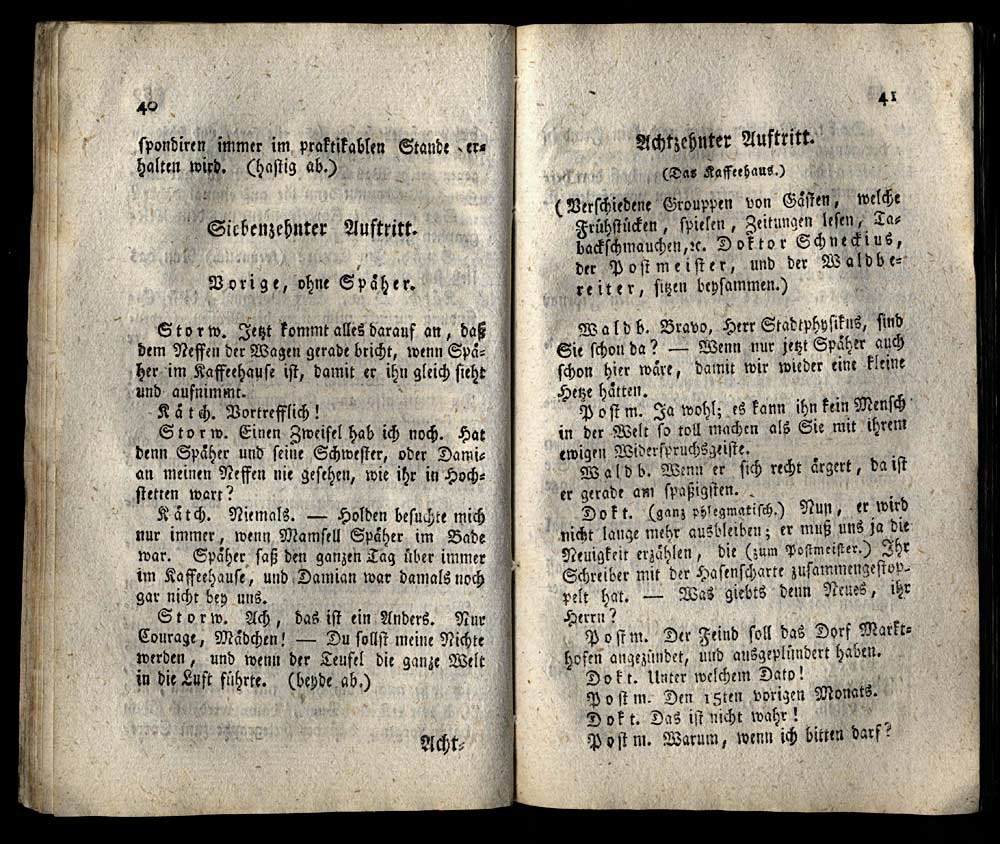 40
spondiren immer im praktikablen Stande er-
halten wird. (hastig ab.)
Siebenzehnter Auftritt.
Vorige, ohne Späher.
Storw. Jetzt kommt alles darauf an, daß
dem Neffen der Wagen gerade bricht, wenn Spä-
her im Kaffeehause ist, damit er ihn gleich sieht
und aufnimmt.
Kätch. Vortrefflich!
Storw. Einen Zweifel hab ich noch. Hat
denn Späher und seine Schwester, oder Dami-
an meinen Neffen nie gesehen, wie ihr in Hoch-
stetten wart?
Kätch. Niemals. — Holden besuchte mich
nur immer, wenn Mamsell Späher im Bade
war. Späher saß den ganzen Tag über immer
im Kaffeehause, und Damian war damals noch
gar nicht bey uns.
Storw. Ach, das ist ein Anders. Nur
Courage, Mädchen! — Du sollst meine Nichte
werden, und wenn der Teufel die ganze Welt
in die Luft führte. (beyde ab.)
Acht-
41
Achtzehnter Auftritt.
(Das Kaffeehaus.)
(Verschiedene Grouppen von Gästen, welche
Frühstücken, spielen, Zeitungen lesen, Ta-
backschmauchen, ꝛc. Doktor Schneckius,
der Postmeister, und der Waldbe-
reiter, sitzen beysammen.)
Waldb. Bravo, Herr Stadtphysikus, sind
Sie schon da? — Wenn nur jetzt Späher auch
schon hier wäre, damit wir wieder eine kleine
Hetze hätten.
Postm. Ja wohl; es kann ihn kein Mensch
in der Welt so toll machen als Sie mit ihrem
ewigen Widerspruchsgeiste.
Waldb. Wenn er sich recht ärgert, da ist
er gerade am spaßigsten.
Dokt. (ganz phlegmatisch.) Nun, er wird
nicht lange mehr ausbleiben; er muß uns ja die
Neuigkeit erzählen, die (zum Postmeister.) Ihr
Schreiber mit der Hasenscharte zusammengestop-
pelt hat. — Was giebts denn Neues, ihr
Herrn?
Postm. Der Feind soll das Dorf Markt-
hofen angezündet, und ausgeplündert haben.
Dokt. Unter welchem Dato!
Postm. Den 15ten vorigen Monats.
Dokt. Das ist nicht wahr!
Postm. Warum, wenn ich bitten darf?